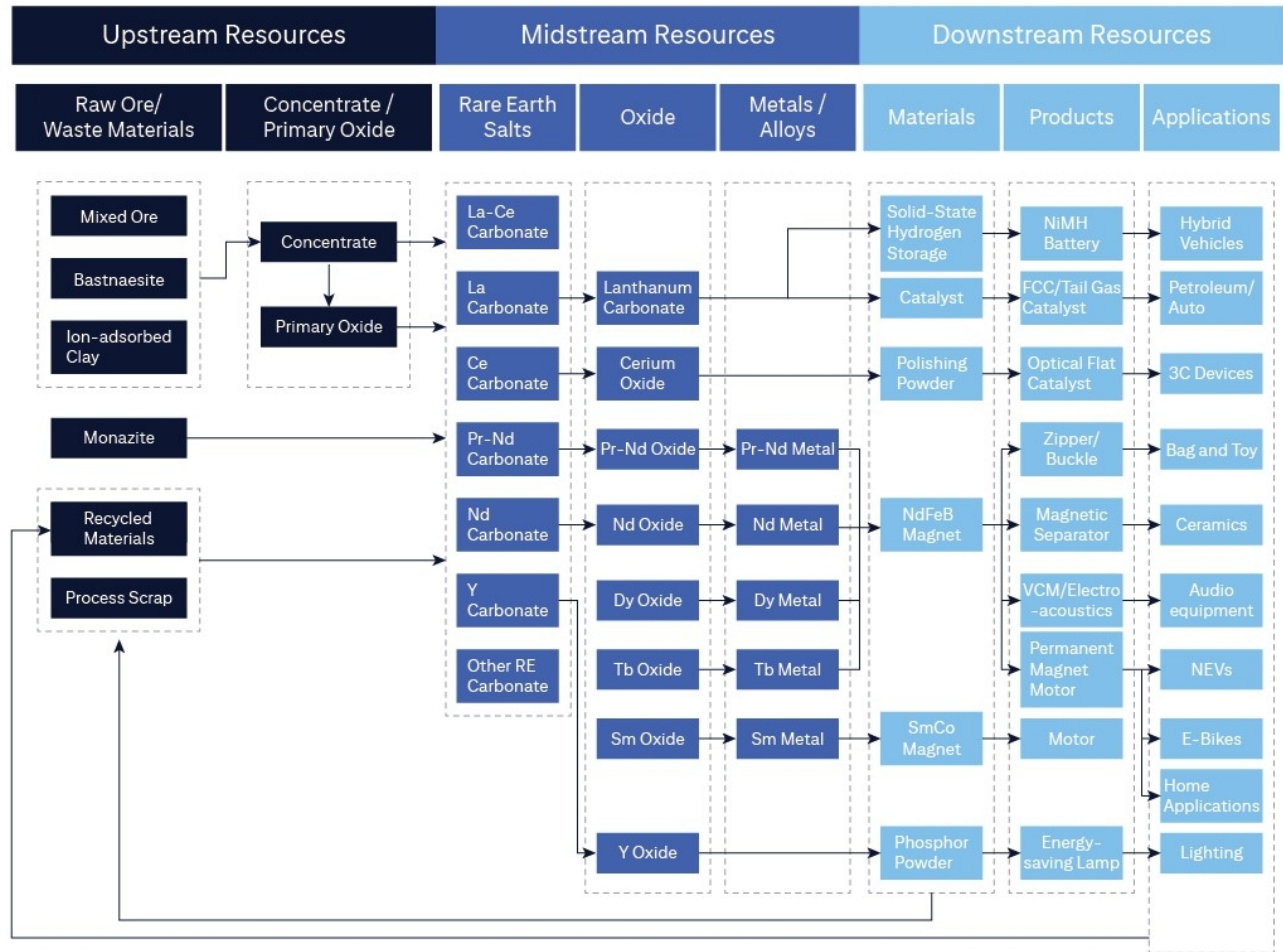 Upstream Resources
Midstream Resources
Downstream Resources
Raw Ore/
Waste Materials
Concentrate /
Primary Oxide
Rare Earth
Salts
Oxide
Metals /
Alloys
Materials
Products
Applications
Mixed Ore
Bastnaesite
Ion-adsorbed
Clay
Monazite
Recycled
Materials
Process Scrap
Concentrate
Primary Oxide
La-Ce
Carbonate
La
Carbonate
Ce
Carbonate
Pr-Nd
Carbonate
Nd
Carbonate
Y
Carbonate
Other RE
Carbonate
Lanthanum
Carbonate
Cerium
Oxide
Pr-Nd Oxide
Nd Oxide
Dy Oxide
Tb Oxide
Sm Oxide
Y Oxide
Pr-Nd Metal
Nd Metal
Dy Metal
Tb Metal
Sm Metal
Solid-State
Hydrogen
Storage
Catalyst
Polishing
Powder
NdFeB
Magnet
SmCo
Magnet
Phosphor
Powder
NiMH
Battery
FCC/Tail Gas
Catalyst
Optical Flat
Catalyst
Zipper/
Buckle
Magnetic
Separator
VCM/Electro
-acoustics
Permanent
Magnet
Motor
Motor
Energy-
saving Lamp
Hybrid
Vehicles
Petroleum/
Auto
3C Devices
Bag and Toy
Ceramics
Audio
equipment
NEVs
E-Bikes
Home
Applications
Lighting